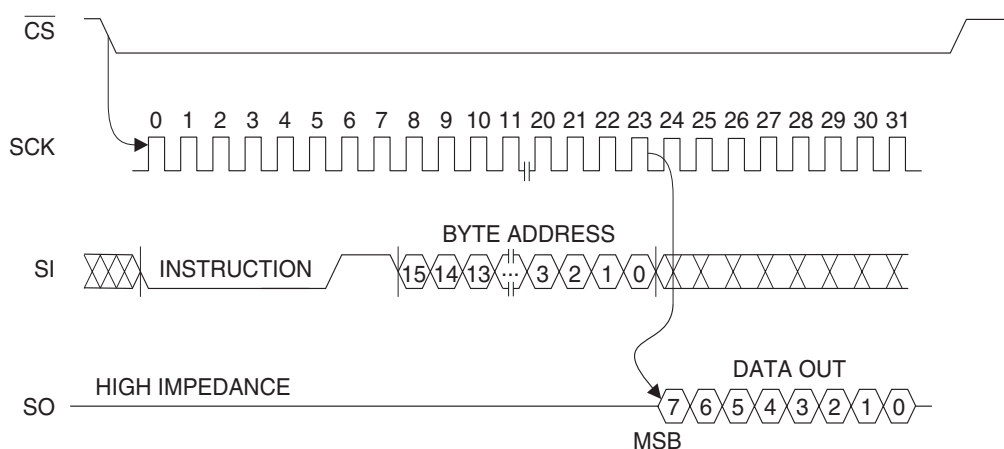 CS
0 1 2 3 4 5 6 7 8 9 10 11 20 21 22 23 24 25 26 27 28 29 30 31
SCK
BYTE ADDRESS
SI INSTRUCTION 15 14 13 ... 3 2 1 0
HIGH IMPEDANCE DATA OUT
SO 7 6 5 4 3 2 1 0
MSB